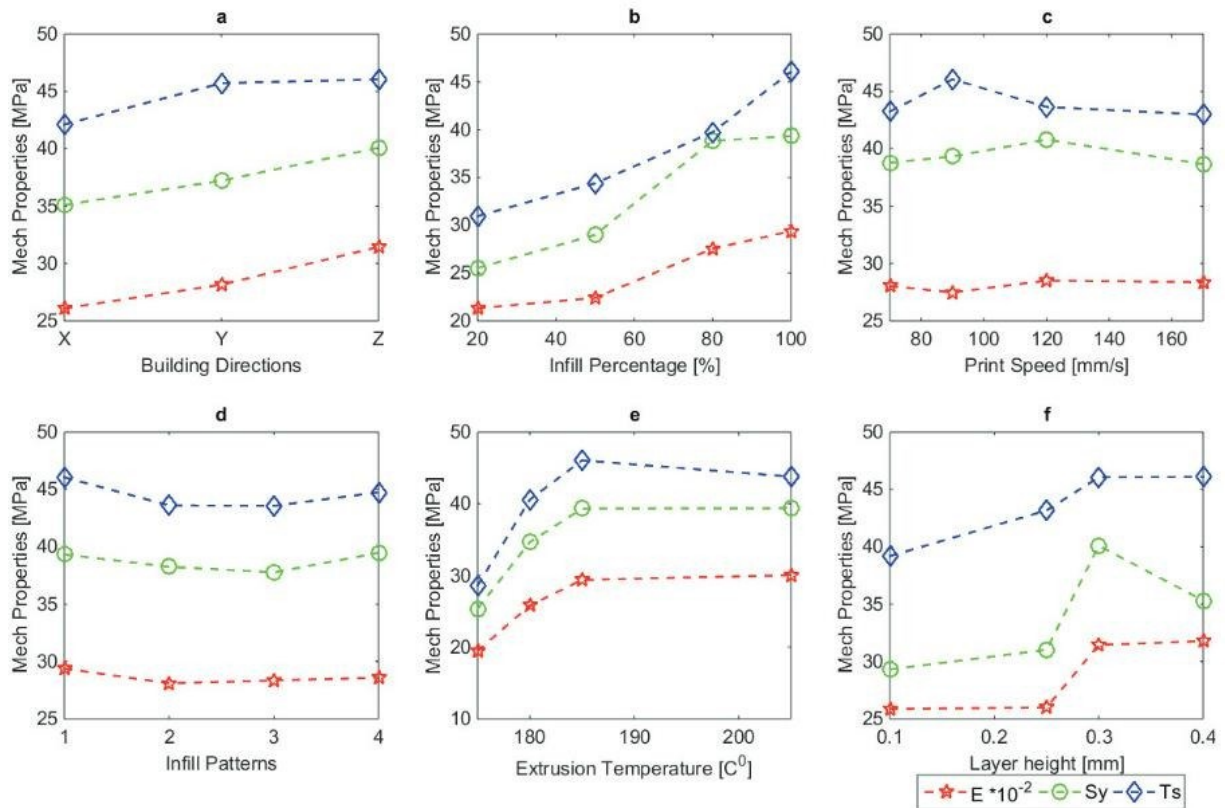 a
50
45
40
35
30
25
Mech Properties [MPa]
X Y Z
Building Directions
b
50
45
40
35
30
25
20
Mech Properties [MPa]
20 40 60 80 100
Infill Percentage [%]
c
50
45
40
35
30
25
Mech Properties [MPa]
80 100 120 140 160
Print Speed [mm/s]
d
50
45
40
35
30
25
Mech Properties [MPa]
1 2 3 4
Infill Patterns
e
50
40
30
20
10
Mech Properties [MPa]
180 190 200
Extrusion Temperature [C⁰]
f
50
45
40
35
30
25
Mech Properties [MPa]
0.1 0.2 0.3 0.4
Layer height [mm]
E *10⁻² Sy Ts